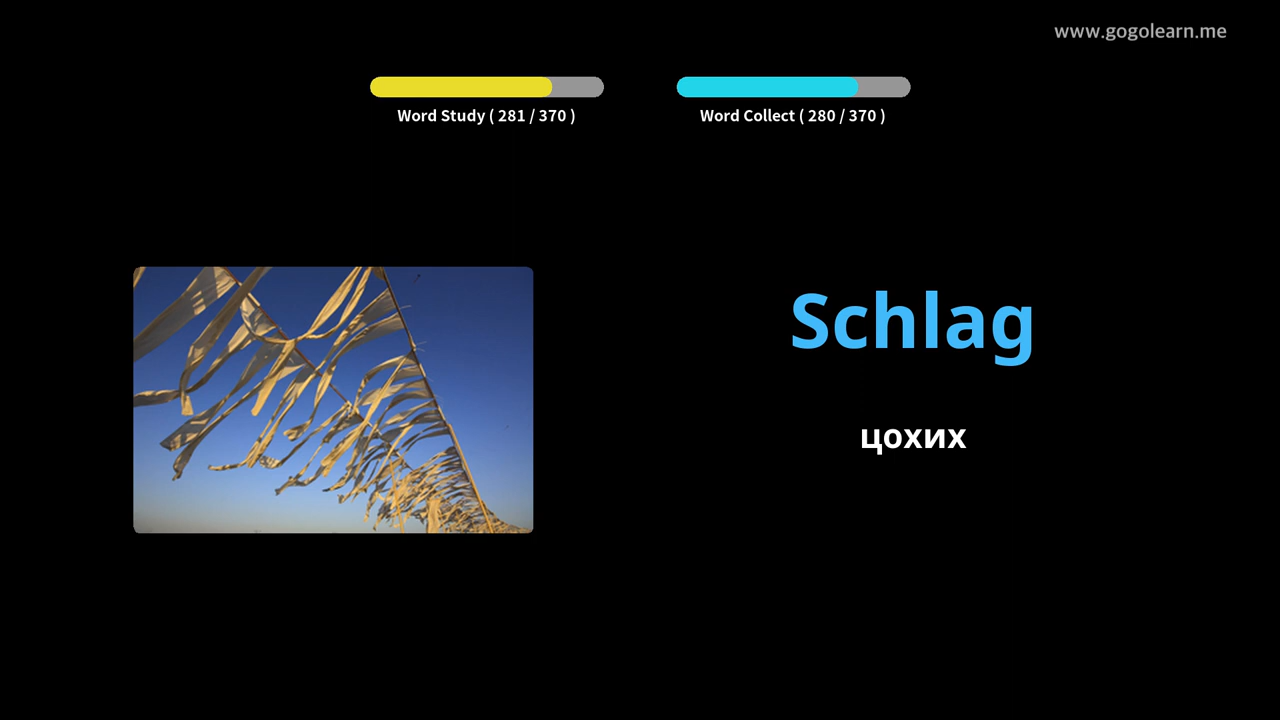 www.gogolearn.me
Word Study ( 281 / 370 )
Word Collect ( 280 / 370 )
Schlag
цохих